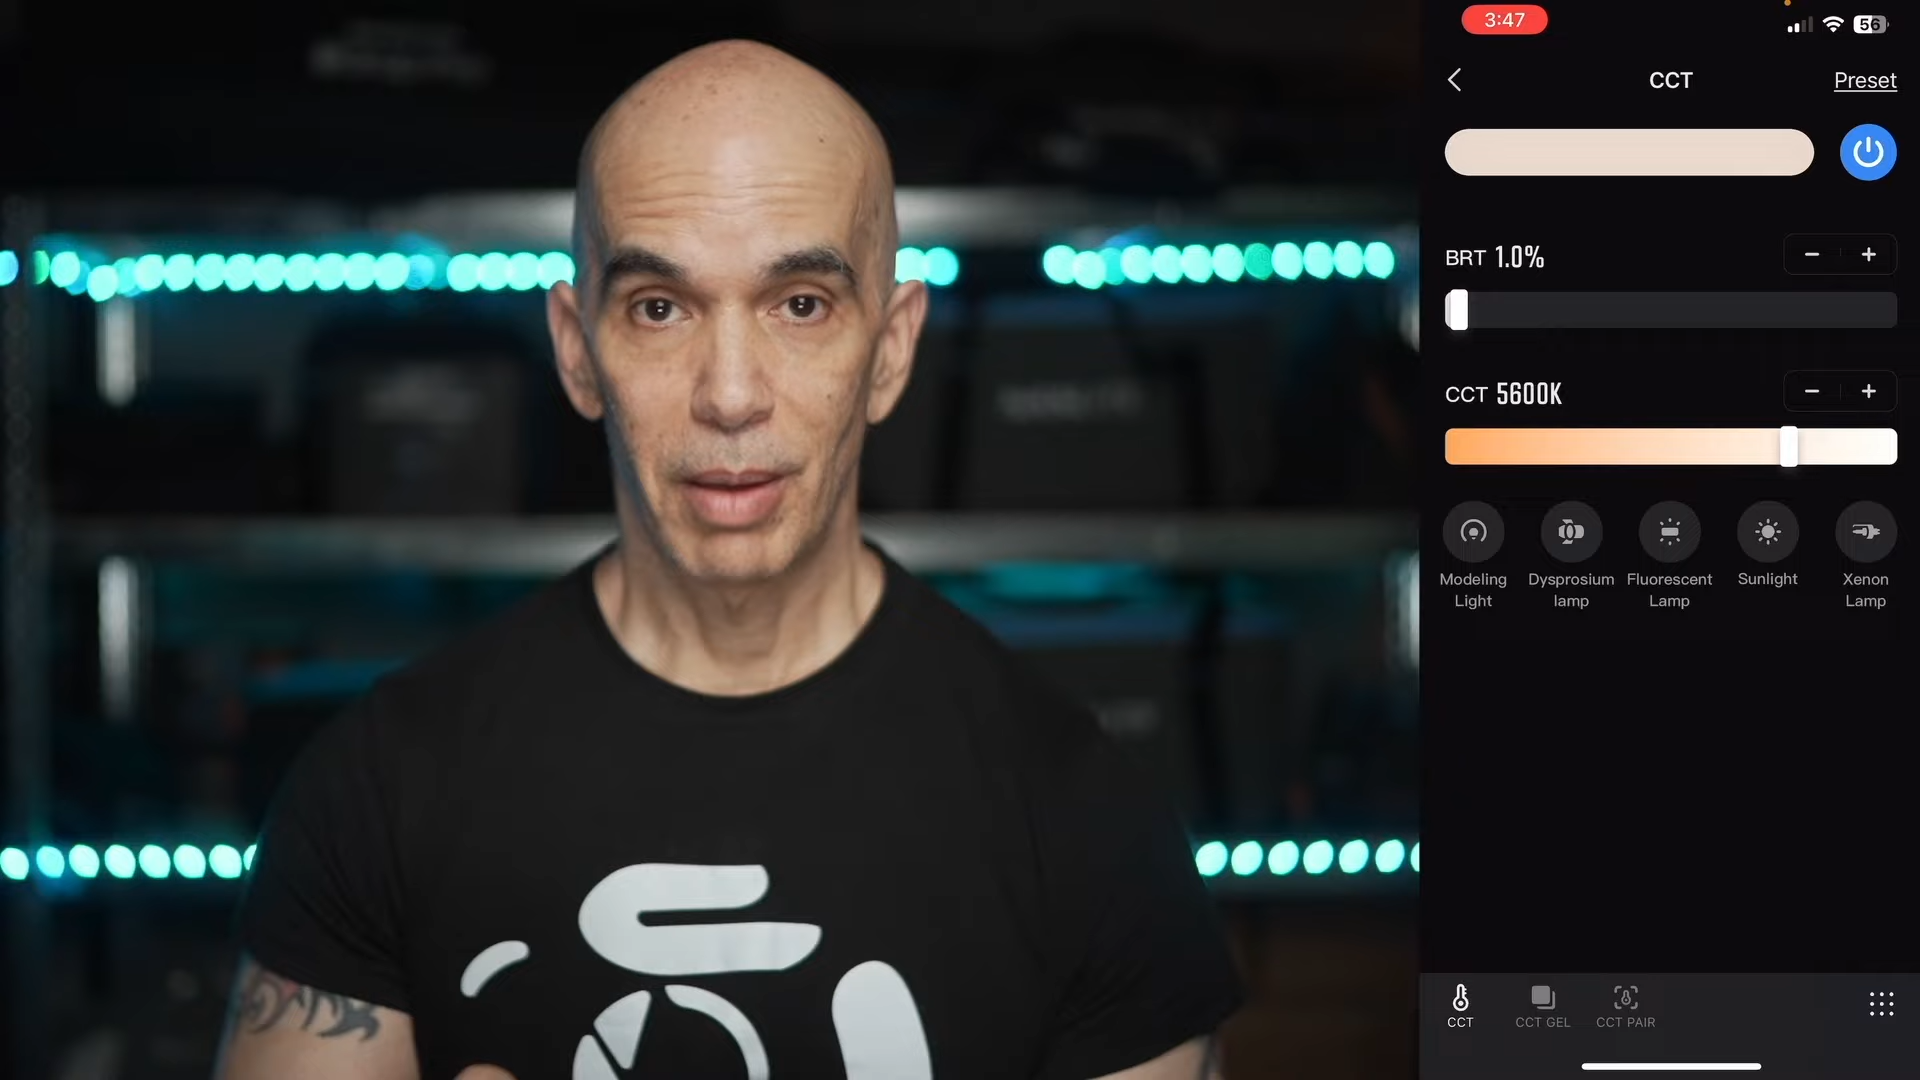 3:47
56
CCT
Preset
BRT 1.0%
CCT 5600K
Modeling
Light
Dysprosium
lamp
Fluorescent
Lamp
Sunlight
Xenon
Lamp
CCT
CCT GEL
CCT PAIR